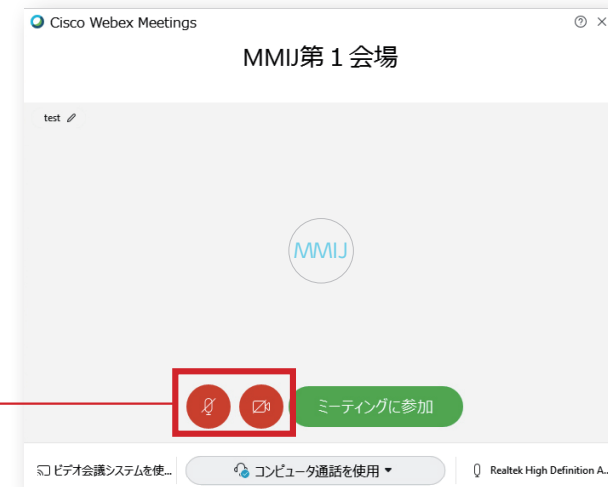 Cisco Webex Meetings
MMIJ第1会場
test
MMIJ
ミーティングに参加
ビデオ会議システムを使... コンピュータ通話を使用 Realtek High Definition A...